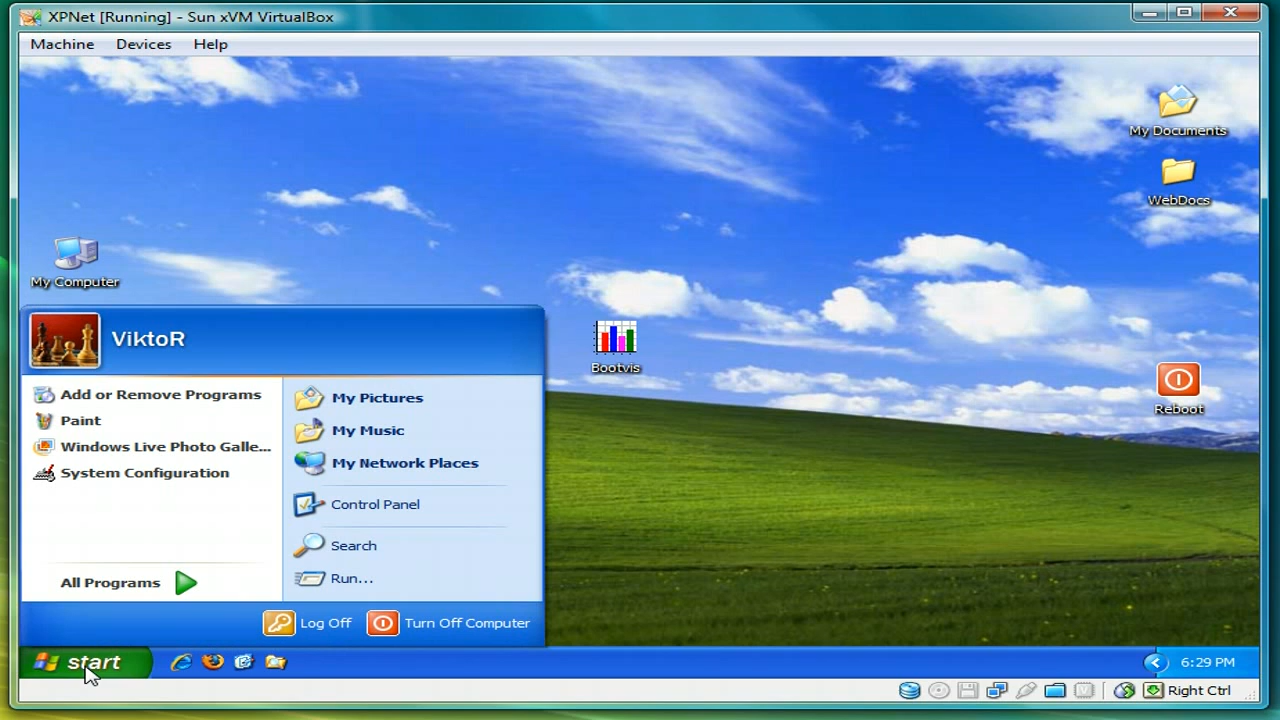 XPNet [Running] - Sun xVM VirtualBox
Machine Devices Help
My Documents
WebDocs
My Computer
Bootvis
Reboot
ViktoR
Add or Remove Programs
Paint
Windows Live Photo Galle...
System Configuration
All Programs
My Pictures
My Music
My Network Places
Control Panel
Search
Run...
Log Off Turn Off Computer
start
6:29 PM
Right Ctrl